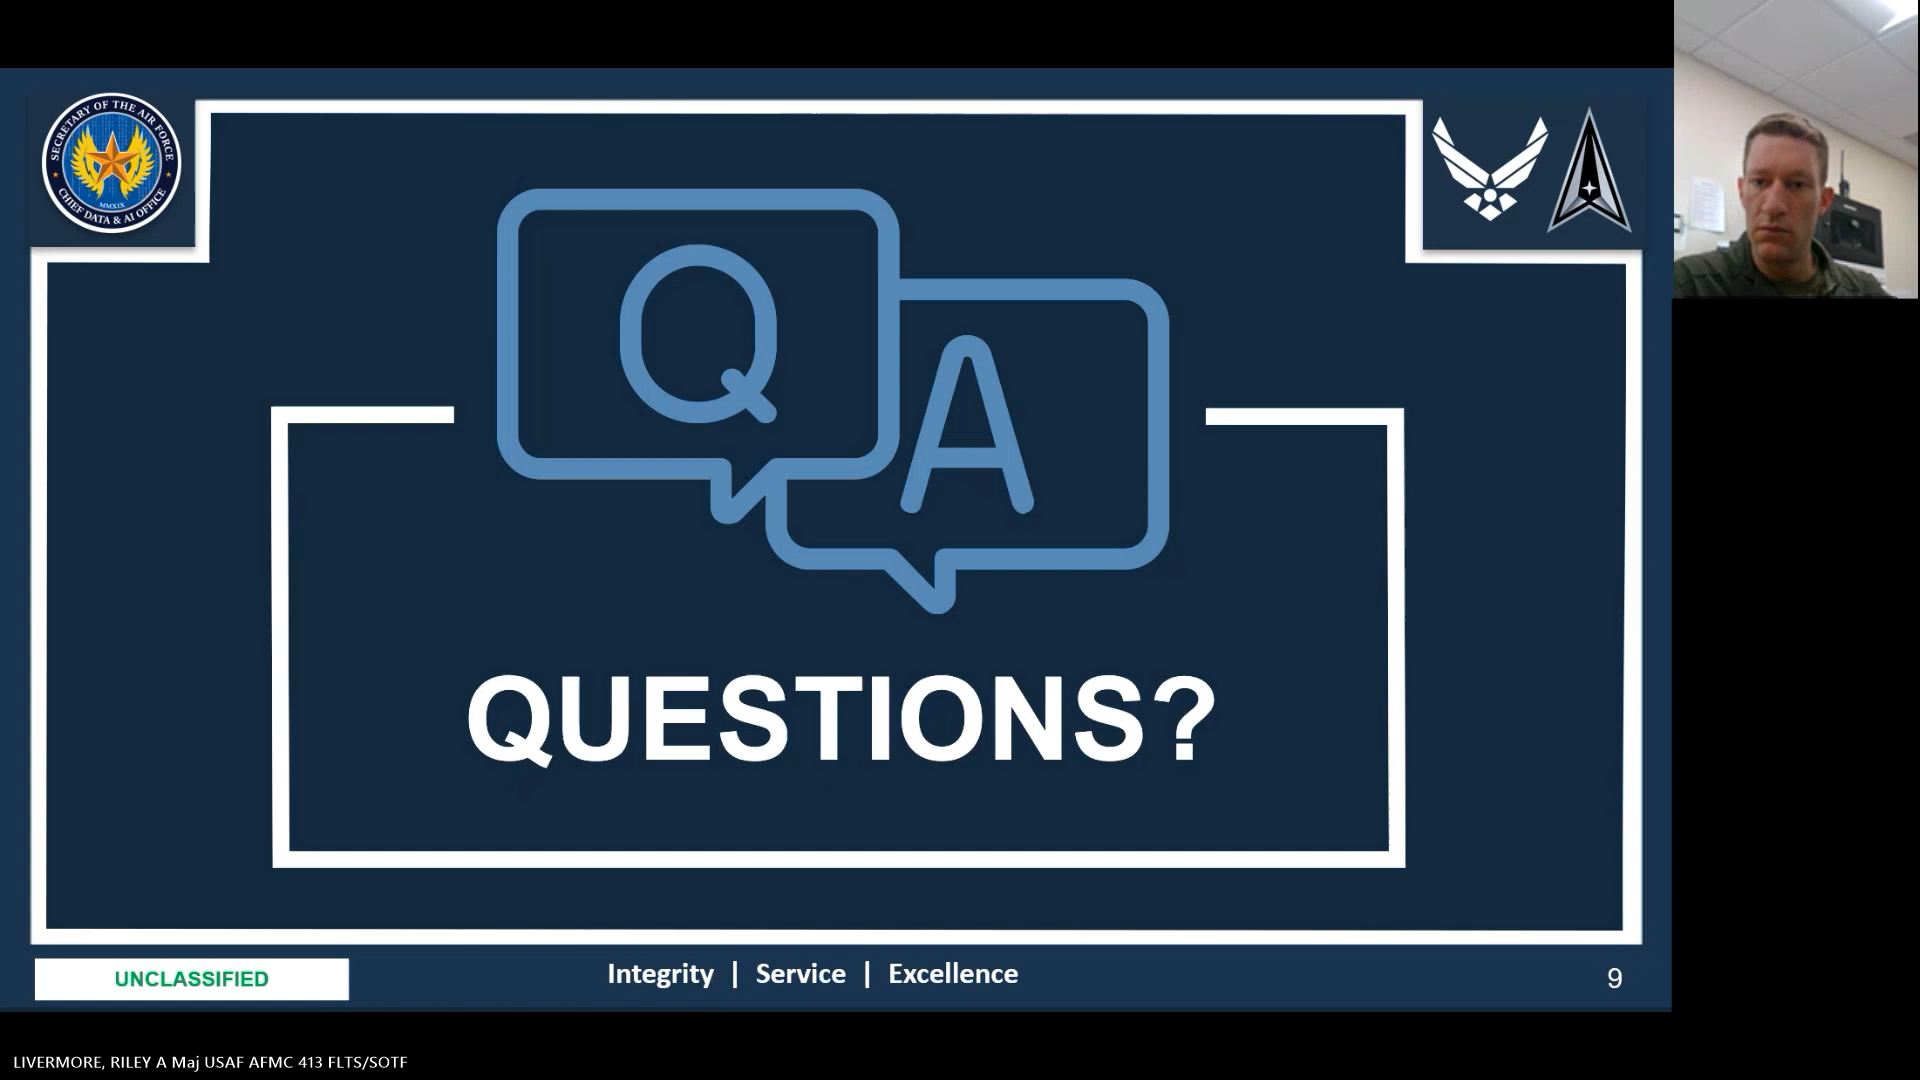 SECRETARY OF THE AIR FORCE
MMXIX
CHIEF DATA & AI OFFICE
Q
A
QUESTIONS?
UNCLASSIFIED
Integrity | Service | Excellence
9
LIVERMORE, RILEY A Maj USAF AFMC 413 FLTS/SOTF